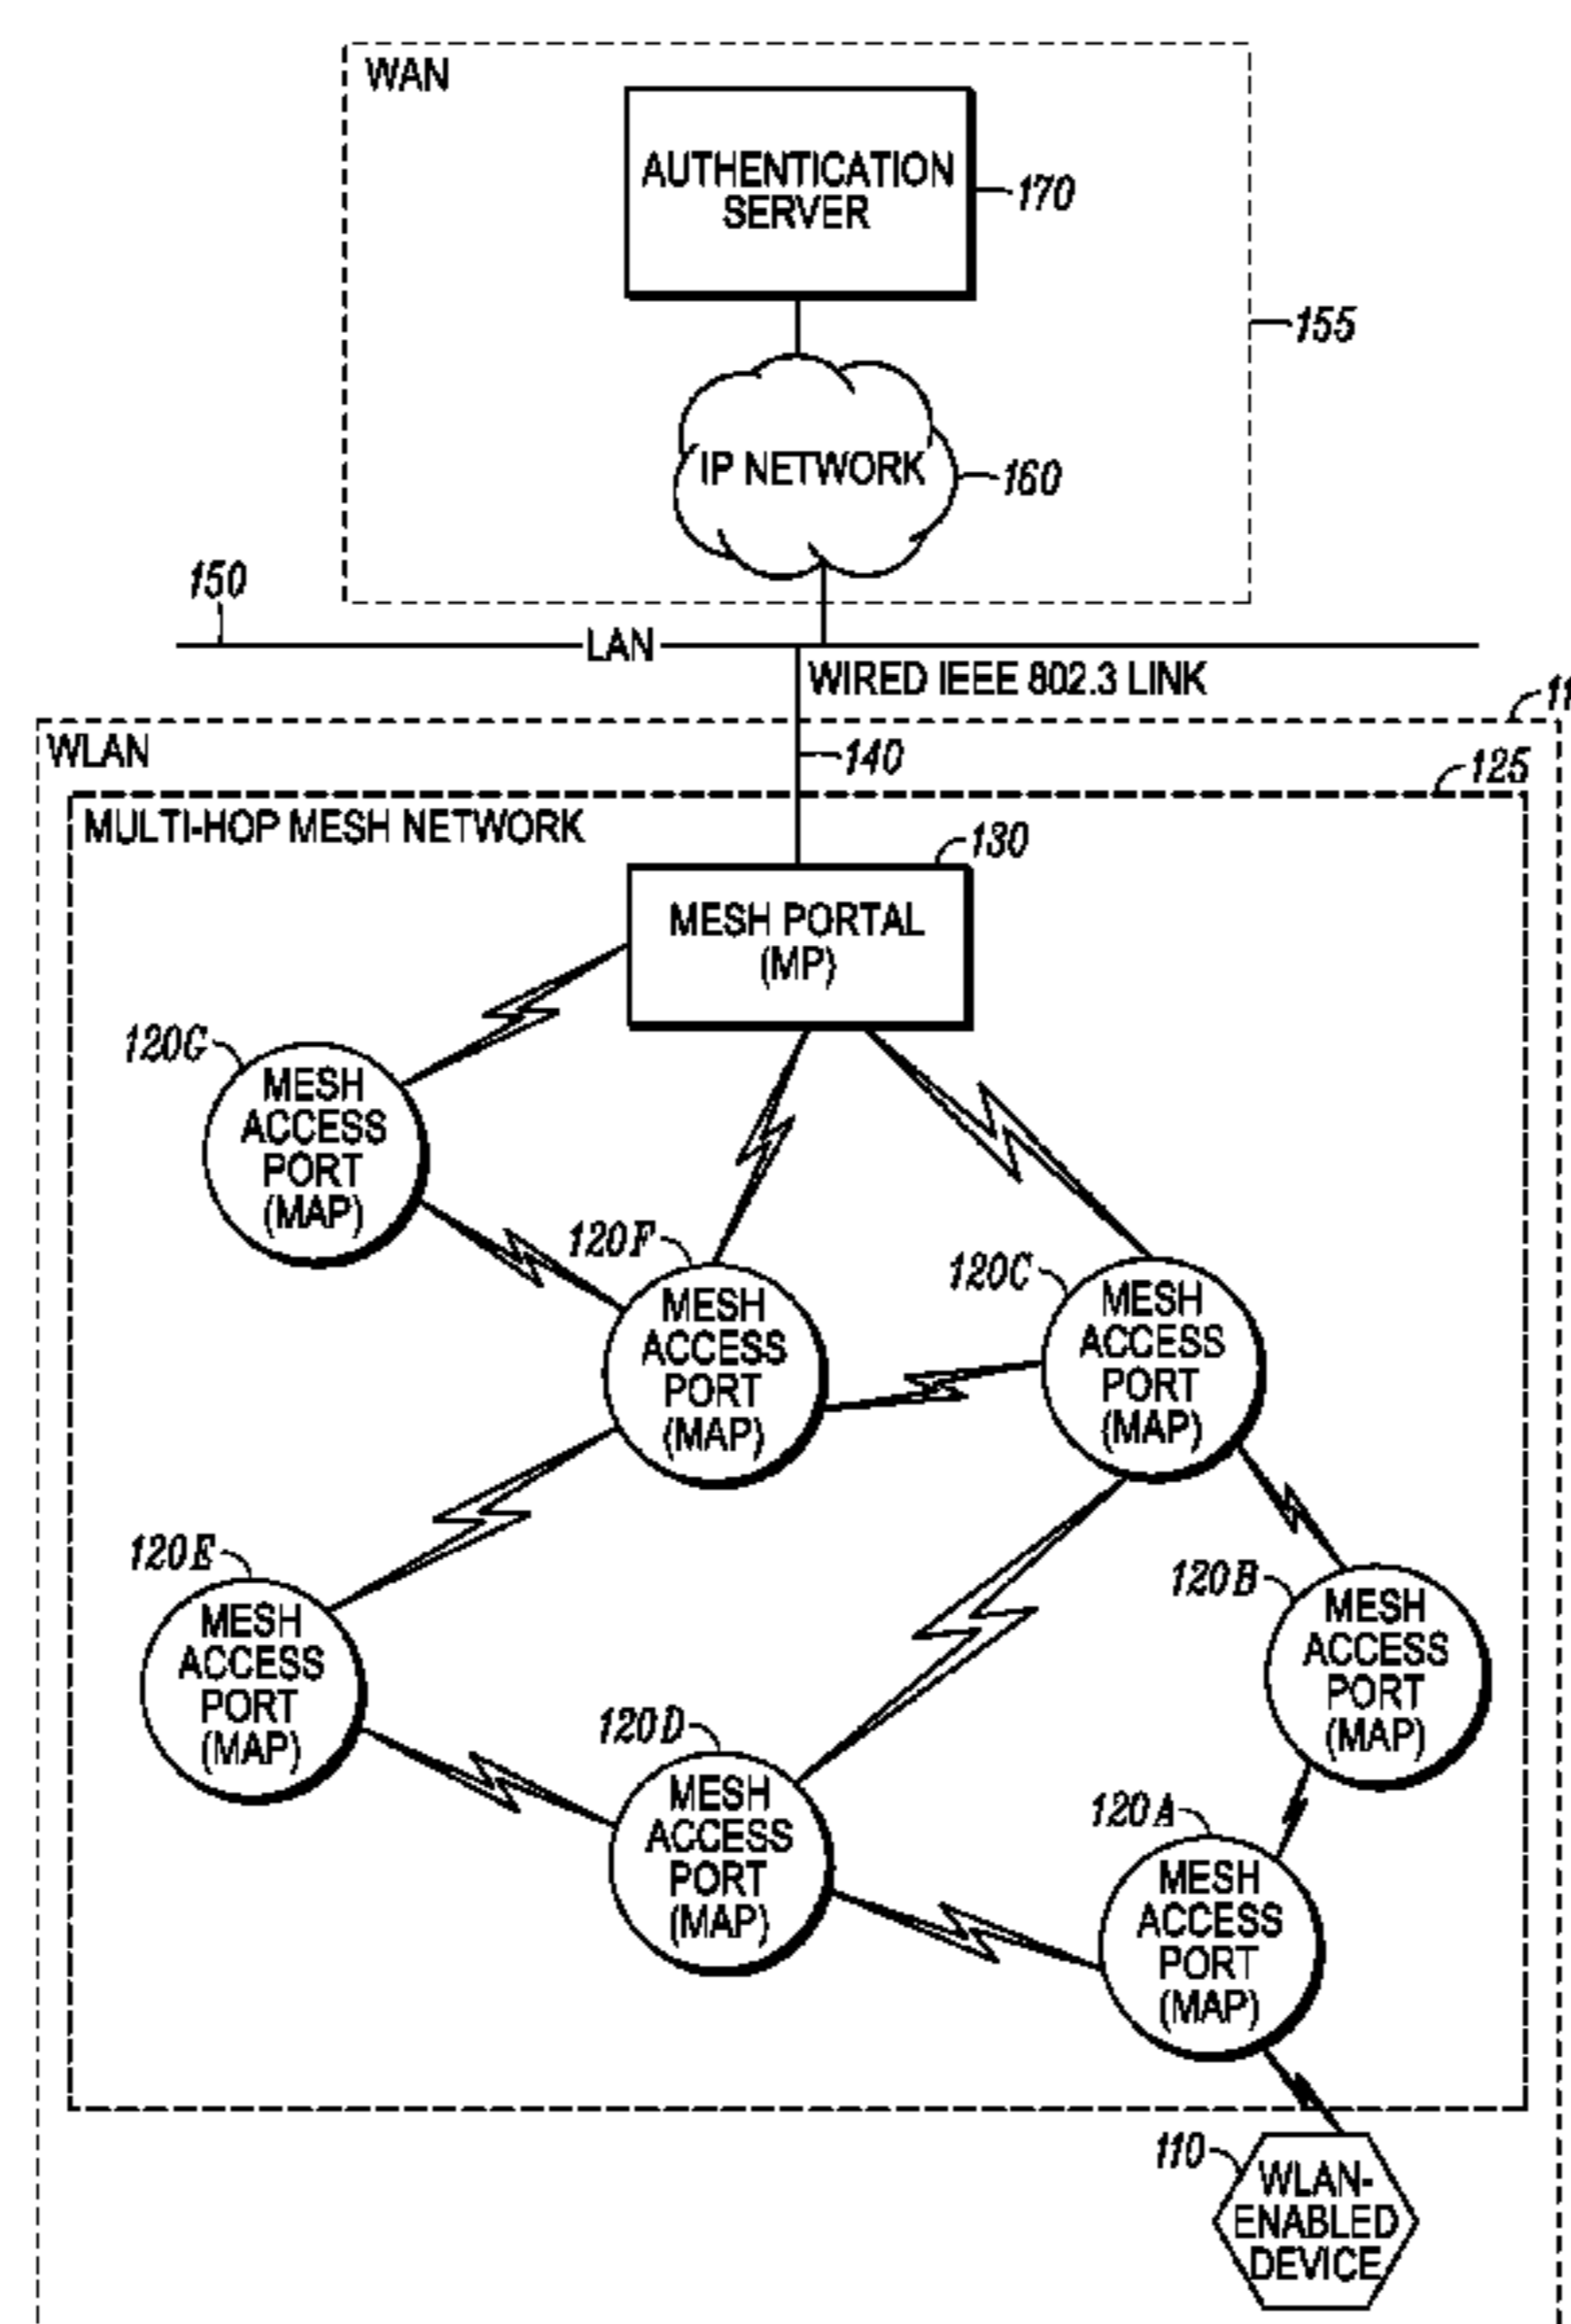 WAN
AUTHENTICATION
SERVER
170
155
IP NETWORK
160
150
LAN
WIRED IEEE 802.3 LINK
11
WLAN
140
125
MULTI-HOP MESH NETWORK
130
MESH PORTAL
(MP)
120G
MESH
ACCESS
PORT
(MAP)
120F
MESH
ACCESS
PORT
(MAP)
120C
MESH
ACCESS
PORT
(MAP)
120E
MESH
ACCESS
PORT
(MAP)
120B
MESH
ACCESS
PORT
(MAP)
120D
MESH
ACCESS
PORT
(MAP)
120A
MESH
ACCESS
PORT
(MAP)
110
WLAN-
ENABLED
DEVICE